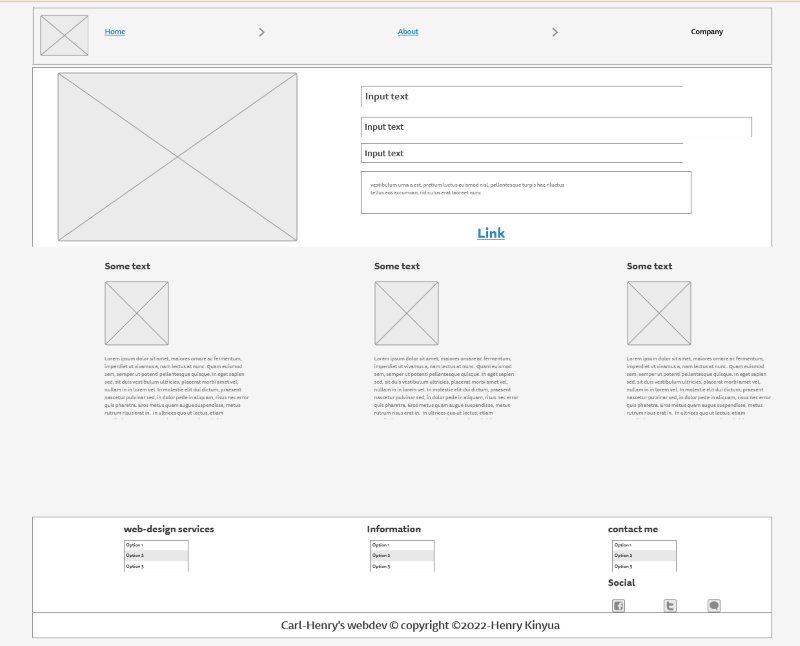 Home
About
Company
Input text
Input text
Input text
vestibulum urna a est, pretium luctus euismod nisl, pellentesque turpis hac riluctus
tellus eos accumsan, ridiculus erat laoreet nunc
Link
Some text
Some text
Some text
Lorem ipsum dolor sit amet, maiores ornare ac fermentum,
imperdiet ut vivamus a, nam lectus at nunc. Quam euismod
sem, semper ut potenti pellentesque quisque. In eget sapien
sed, sit duis vestibulum ultricies, placerat morbi amet vel,
nullam in in lorem vel. In molestie elit dui dictum, praesent
nascetur pulvinar sed, in dolor pede in aliquam, risus nec error
quis pharetra. Eros metus quam augue suspendisse, metus
rutrum risus erat in. In ultrices quo ut lectus, etiam
Lorem ipsum dolor sit amet, maiores ornare ac fermentum,
imperdiet ut vivamus a, nam lectus at nunc. Quam euismod
sem, semper ut potenti pellentesque quisque. In eget sapien
sed, sit duis vestibulum ultricies, placerat morbi amet vel,
nullam in in lorem vel. In molestie elit dui dictum, praesent
nascetur pulvinar sed, in dolor pede in aliquam, risus nec error
quis pharetra. Eros metus quam augue suspendisse, metus
rutrum risus erat in. In ultrices quo ut lectus, etiam
Lorem ipsum dolor sit amet, maiores ornare ac fermentum,
imperdiet ut vivamus a, nam lectus at nunc. Quam euismod
sem, semper ut potenti pellentesque quisque. In eget sapien
sed, sit duis vestibulum ultricies, placerat morbi amet vel,
nullam in in lorem vel. In molestie elit dui dictum, praesent
nascetur pulvinar sed, in dolor pede in aliquam, risus nec error
quis pharetra. Eros metus quam augue suspendisse, metus
rutrum risus erat in. In ultrices quo ut lectus, etiam
web-design services
Option 1
Option 2
Option 3
Information
Option 1
Option 2
Option 3
contact me
Option 1
Option 2
Option 3
Social
Carl-Henry's webdev © copyright ©2022-Henry Kinyua